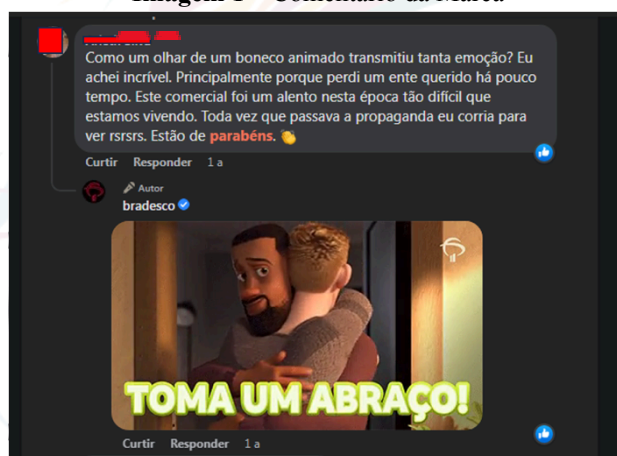 Como um olhar de um boneco animado transmitiu tanta emoção? Eu
achei incrível. Principalmente porque perdi um ente querido há pouco
tempo. Este comercial foi um alento nesta época tão difícil que
estamos vivendo. Toda vez que passava a propaganda eu corria para
ver rsrsrs. Estão de parabéns. 👏
Curtir Responder 1 a
Autor
bradesco
TOMA UM ABRAÇO!
Curtir Responder 1 a